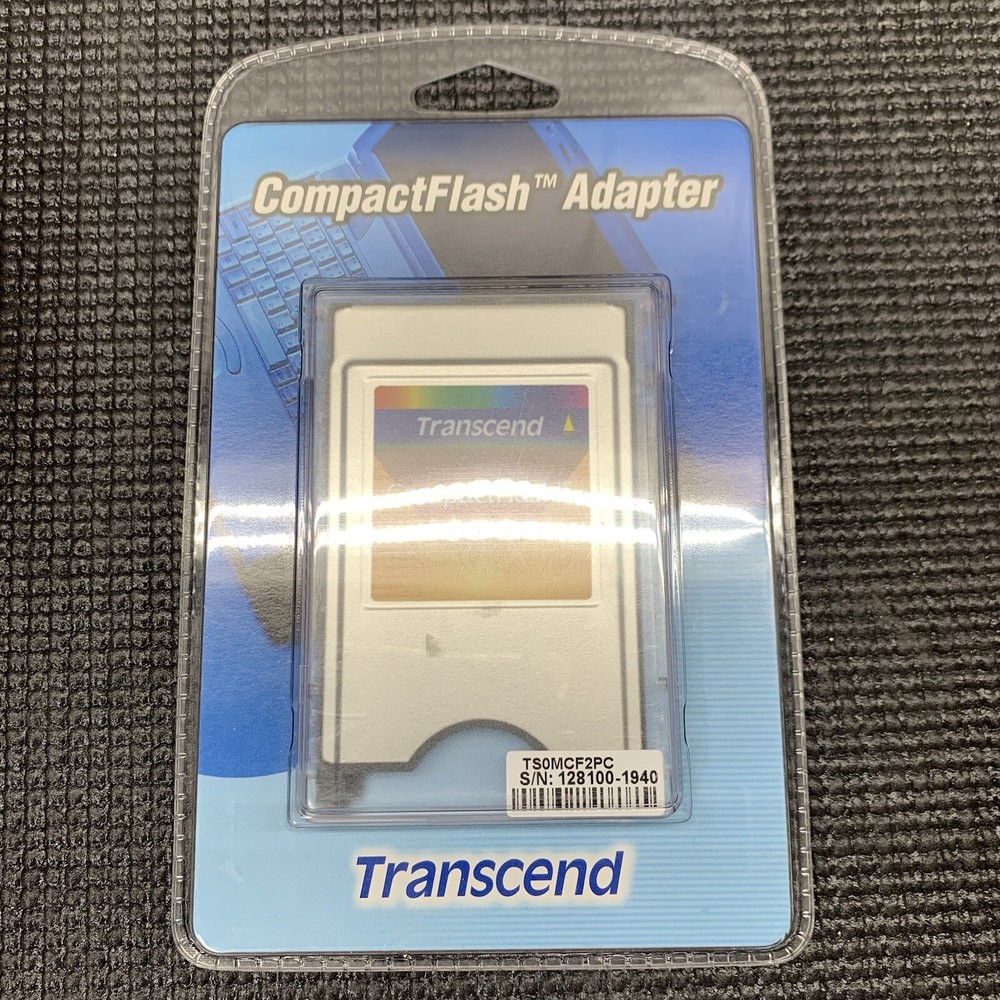 CompactFlash™ Adapter
Transcend
TS0MCF2PC
S/N: 128100-1940
Transcend